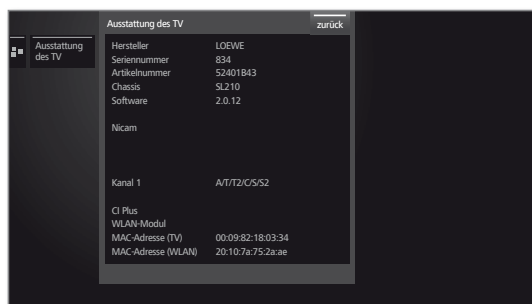 Ausstattung des TV
zurück
Ausstattung
des TV
Hersteller LOEWE
Seriennummer 834
Artikelnummer 52401B43
Chassis SL210
Software 2.0.12
Nicam
Kanal 1 A/T/T2/C/S/S2
CI Plus
WLAN-Modul
MAC-Adresse (TV) 00:09:82:18:03:34
MAC-Adresse (WLAN) 20:10:7a:75:2a:ae